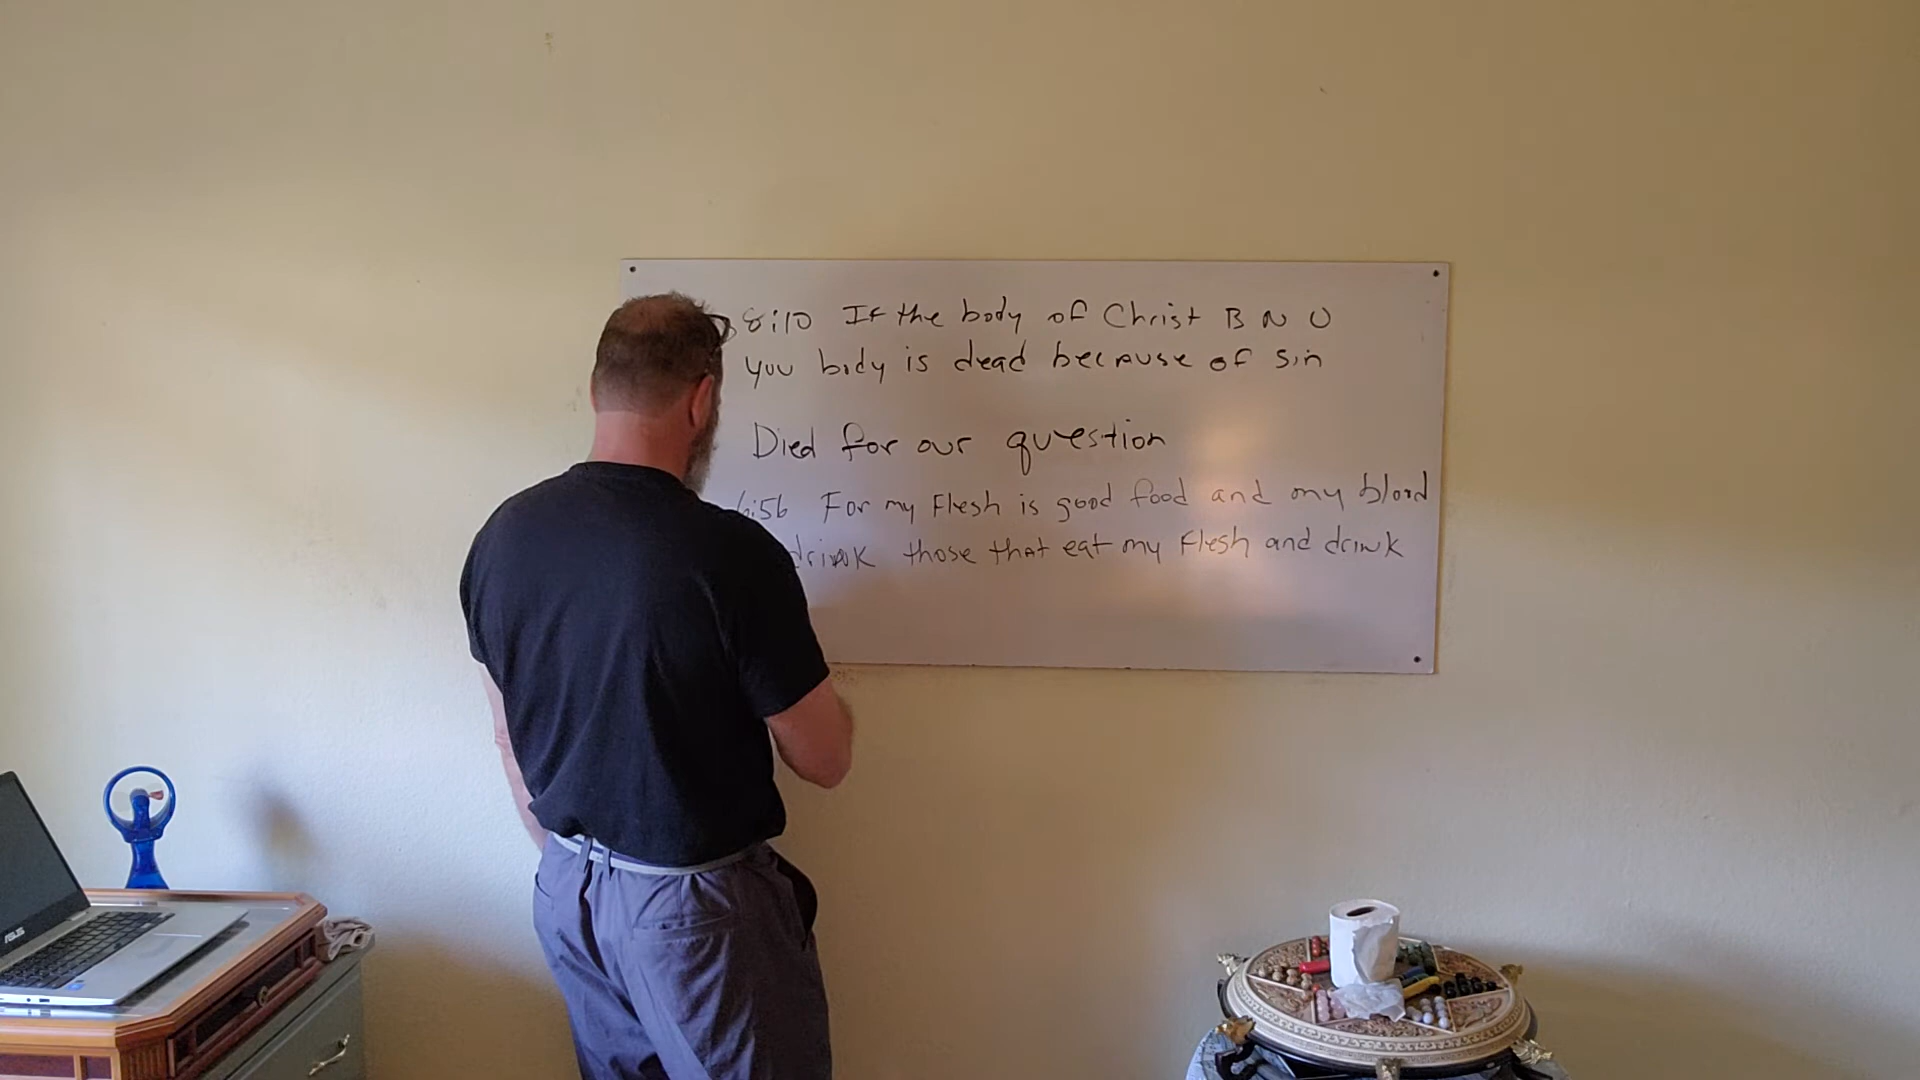 8:10 If the body of Christ B N U
you body is dead because of sin
Died for our question
6:56 For my Flesh is good food and my blood
drink those that eat my flesh and drink
ASUS